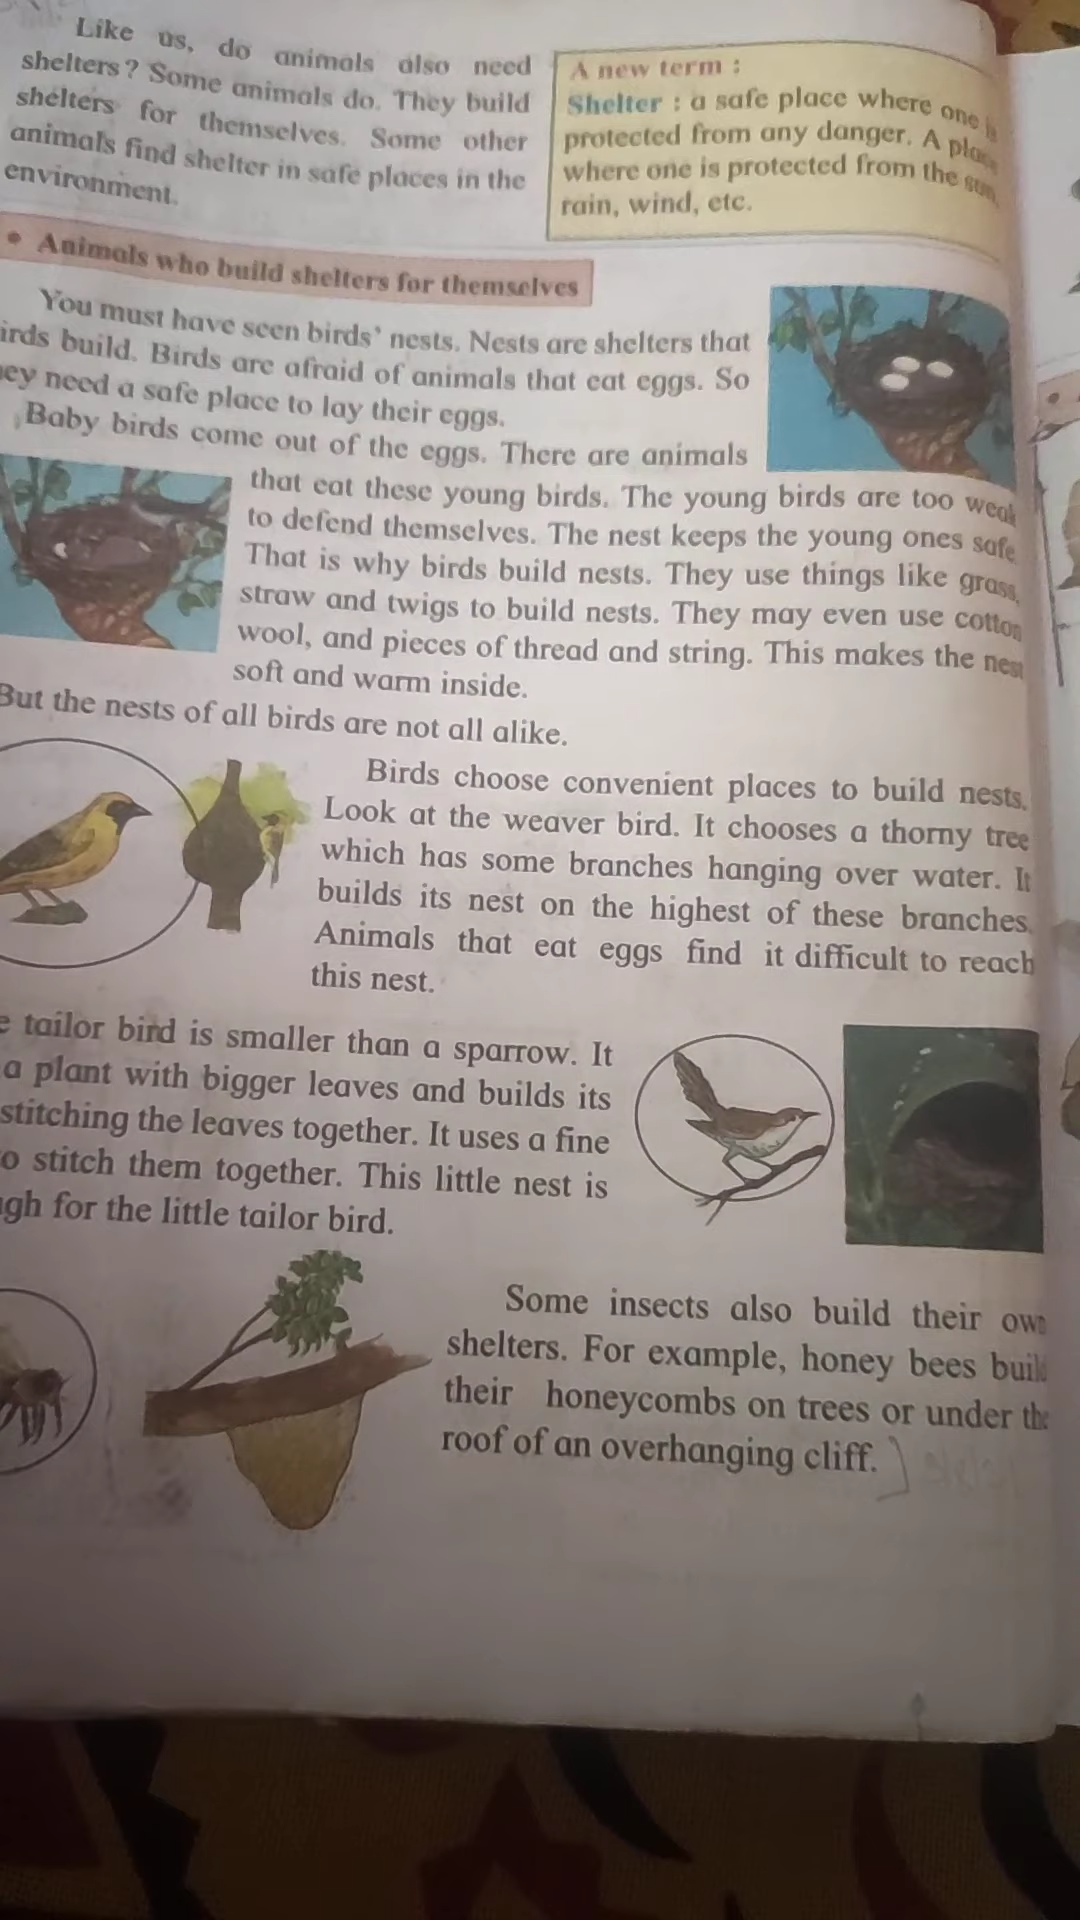 Like us, do animals also need
shelters? Some animals do. They build
shelters for themselves. Some other
animals find shelter in safe places in the
environment.
A new term :
Shelter : a safe place where one is
protected from any danger. A place
where one is protected from the sun,
rain, wind, etc.
• Animals who build shelters for themselves
You must have seen birds' nests. Nests are shelters that
irds build. Birds are afraid of animals that eat eggs. So
ey need a safe place to lay their eggs.
Baby birds come out of the eggs. There are animals
that eat these young birds. The young birds are too weak
to defend themselves. The nest keeps the young ones safe.
That is why birds build nests. They use things like grass,
straw and twigs to build nests. They may even use cotton
wool, and pieces of thread and string. This makes the nest
soft and warm inside.
But the nests of all birds are not all alike.
Birds choose convenient places to build nests.
Look at the weaver bird. It chooses a thorny tree
which has some branches hanging over water. It
builds its nest on the highest of these branches.
Animals that eat eggs find it difficult to reach
this nest.
e tailor bird is smaller than a sparrow. It
a plant with bigger leaves and builds its
stitching the leaves together. It uses a fine
o stitch them together. This little nest is
gh for the little tailor bird.
Some insects also build their own
shelters. For example, honey bees build
their honeycombs on trees or under the
roof of an overhanging cliff.